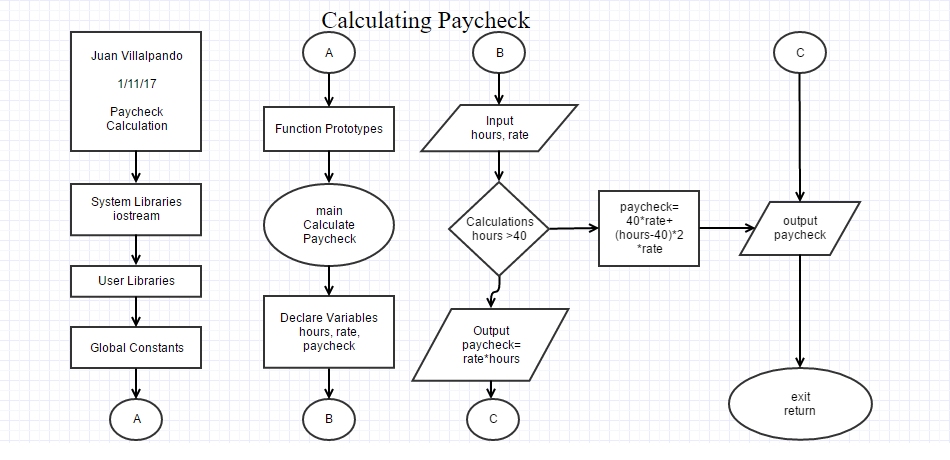 Calculating Paycheck
Juan Villalpando
1/11/17
Paycheck
Calculation
System Libraries
iostream
User Libraries
Global Constants
A
A
Function Prototypes
main
Calculate
Paycheck
Declare Variables
hours, rate,
paycheck
B
B
Input
hours, rate
Calculations
hours >40
paycheck=
40*rate+
(hours-40)*2
*rate
Output
paycheck=
rate*hours
C
C
output
paycheck
exit
return